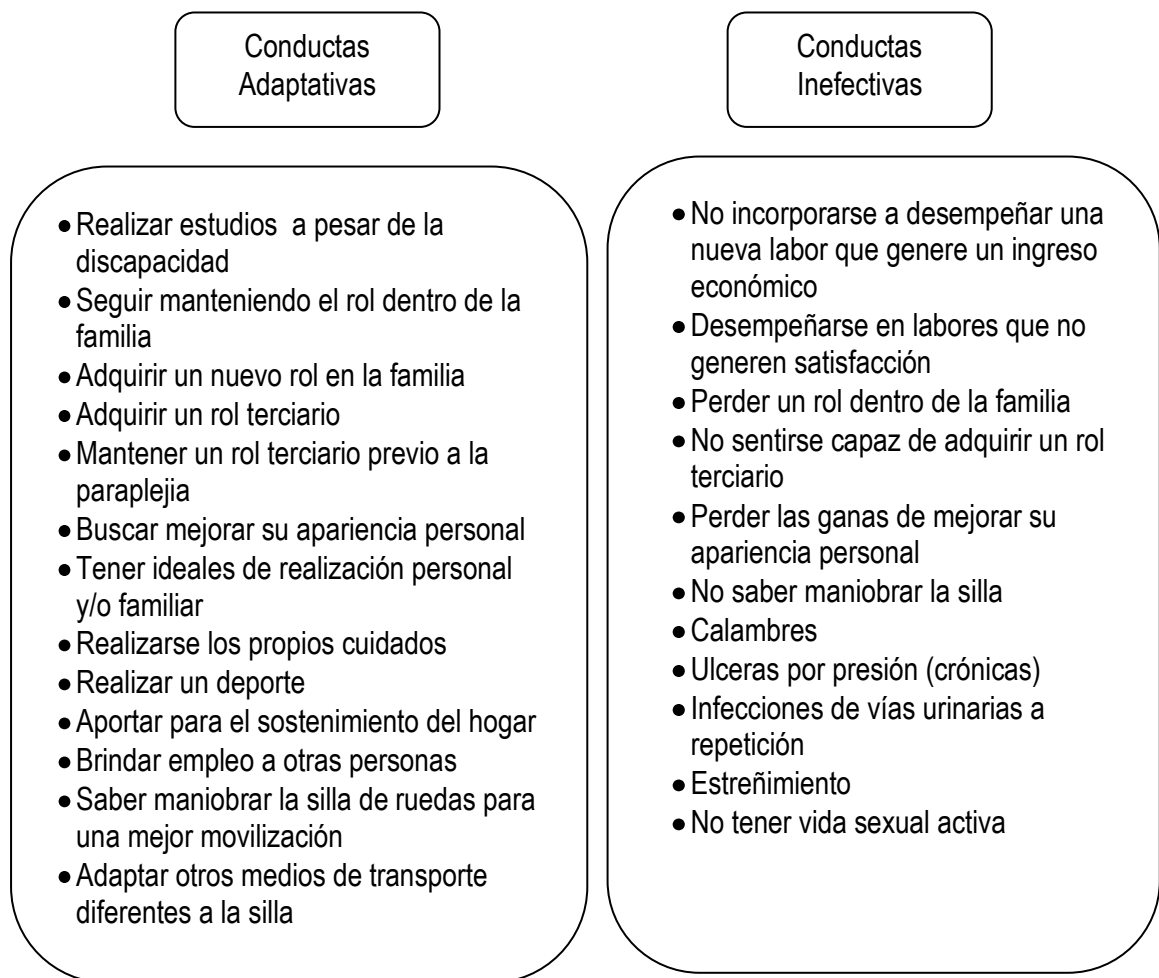 Conductas
Adaptativas
Conductas
Inefectivas
• Realizar estudios  a pesar de la
discapacidad
• Seguir manteniendo el rol dentro de la
familia
• Adquirir un nuevo rol en la familia
• Adquirir un rol terciario
• Mantener un rol terciario previo a la
paraplejia
• Buscar mejorar su apariencia personal
• Tener ideales de realización personal
y/o familiar
• Realizarse los propios cuidados
• Realizar un deporte
• Aportar para el sostenimiento del hogar
• Brindar empleo a otras personas
• Saber maniobrar la silla de ruedas para
una mejor movilización
• Adaptar otros medios de transporte
diferentes a la silla
• No incorporarse a desempeñar una
nueva labor que genere un ingreso
económico
• Desempeñarse en labores que no
generen satisfacción
• Perder un rol dentro de la familia
• No sentirse capaz de adquirir un rol
terciario
• Perder las ganas de mejorar su
apariencia personal
• No saber maniobrar la silla
• Calambres
• Ulceras por presión (crónicas)
• Infecciones de vías urinarias a
repetición
• Estreñimiento
• No tener vida sexual activa